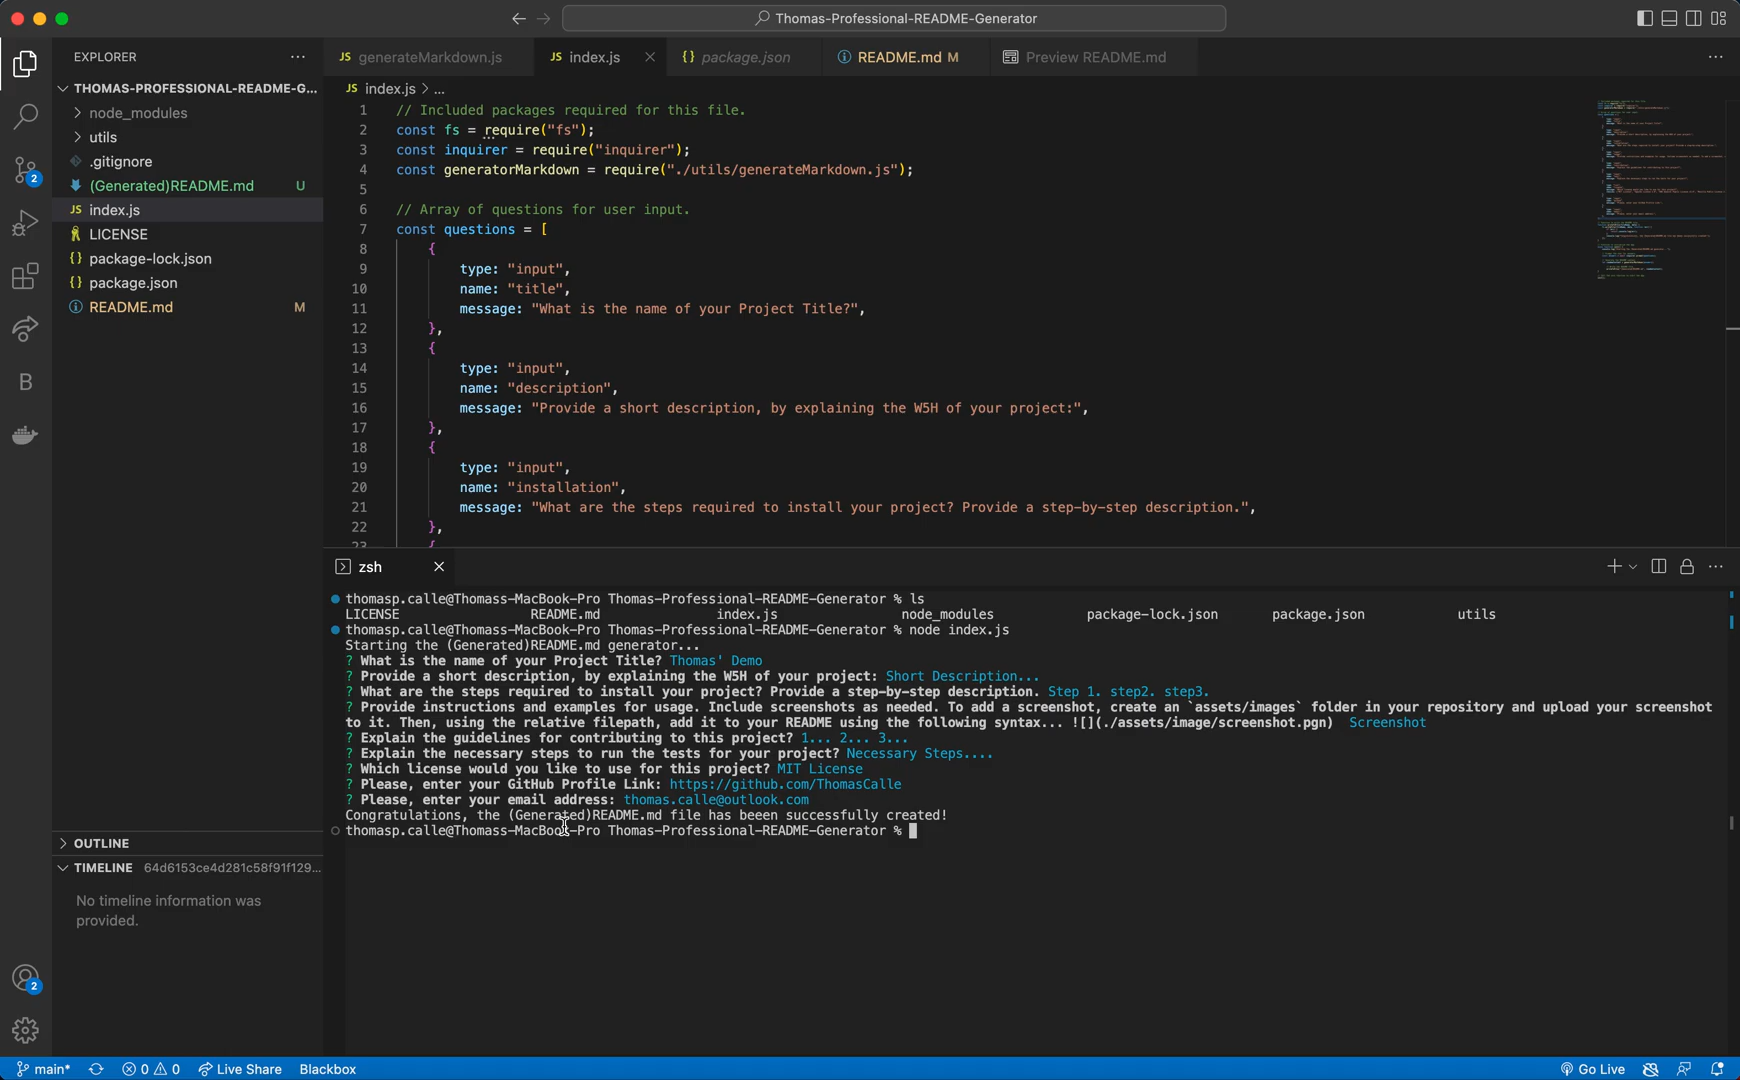 Thomas-Professional-README-Generator
EXPLORER
THOMAS-PROFESSIONAL-README-G...
node_modules
utils
.gitignore
(Generated)README.md U
JS index.js
LICENSE
{} package-lock.json
{} package.json
README.md M
OUTLINE
TIMELINE 64d6153ce4d281c58f91f129...
No timeline information was
provided.
2
B
2
JS generateMarkdown.js
JS index.js
{} package.json
README.md M
Preview README.md
JS index.js > ...
1 // Included packages required for this file.
2 const fs = require("fs");
3 const inquirer = require("inquirer");
4 const generatorMarkdown = require("./utils/generateMarkdown.js");
5
6 // Array of questions for user input.
7 const questions = [
8 {
9 type: "input",
10 name: "title",
11 message: "What is the name of your Project Title?",
12 },
13 {
14 type: "input",
15 name: "description",
16 message: "Provide a short description, by explaining the W5H of your project:",
17 },
18 {
19 type: "input",
20 name: "installation",
21 message: "What are the steps required to install your project? Provide a step-by-step description.",
22 },
23 {
zsh
thomasp.calle@Thomass-MacBook-Pro Thomas-Professional-README-Generator % ls
LICENSE README.md index.js node_modules package-lock.json package.json utils
thomasp.calle@Thomass-MacBook-Pro Thomas-Professional-README-Generator % node index.js
Starting the (Generated)README.md generator...
? What is the name of your Project Title? Thomas' Demo
? Provide a short description, by explaining the W5H of your project: Short Description...
? What are the steps required to install your project? Provide a step-by-step description. Step 1. step2. step3.
? Provide instructions and examples for usage. Include screenshots as needed. To add a screenshot, create an `assets/images` folder in your repository and upload your screenshot
to it. Then, using the relative filepath, add it to your README using the following syntax... ![](./assets/image/screenshot.pgn) Screenshot
? Explain the guidelines for contributing to this project? 1... 2... 3...
? Explain the necessary steps to run the tests for your project? Necessary Steps....
? Which license would you like to use for this project? MIT License
? Please, enter your GitHub Profile Link: https://github.com/ThomasCalle
? Please, enter your email address: thomas.calle@outlook.com
Congratulations, the (Generated)README.md file has beeen successfully created!
thomasp.calle@Thomass-MacBook-Pro Thomas-Professional-README-Generator %
main* 0 0 Live Share Blackbox Go Live